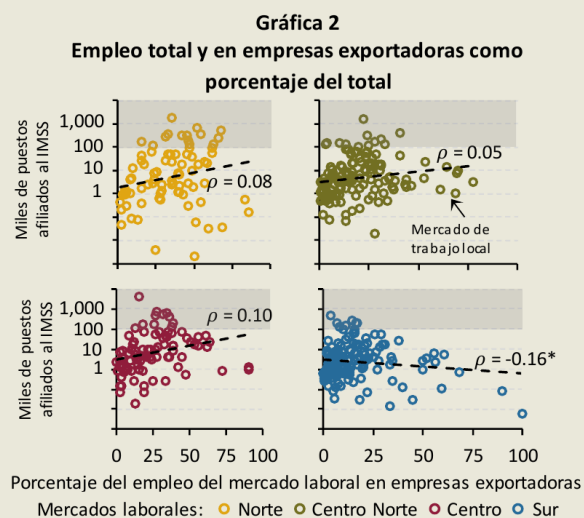 Gráfica 2
Empleo total y en empresas exportadoras como
porcentaje del total
Miles de puestos
afiliados al IMSS
1,000
100
10
1
ρ = 0.08
ρ = 0.05
Mercado de
trabajo local
Miles de puestos
afiliados al IMSS
1,000
100
10
1
ρ = 0.10
ρ = -0.16*
0 25 50 75 100 0 25 50 75 100
Porcentaje del empleo del mercado laboral en empresas exportadoras
Mercados laborales: Norte Centro Norte Centro Sur